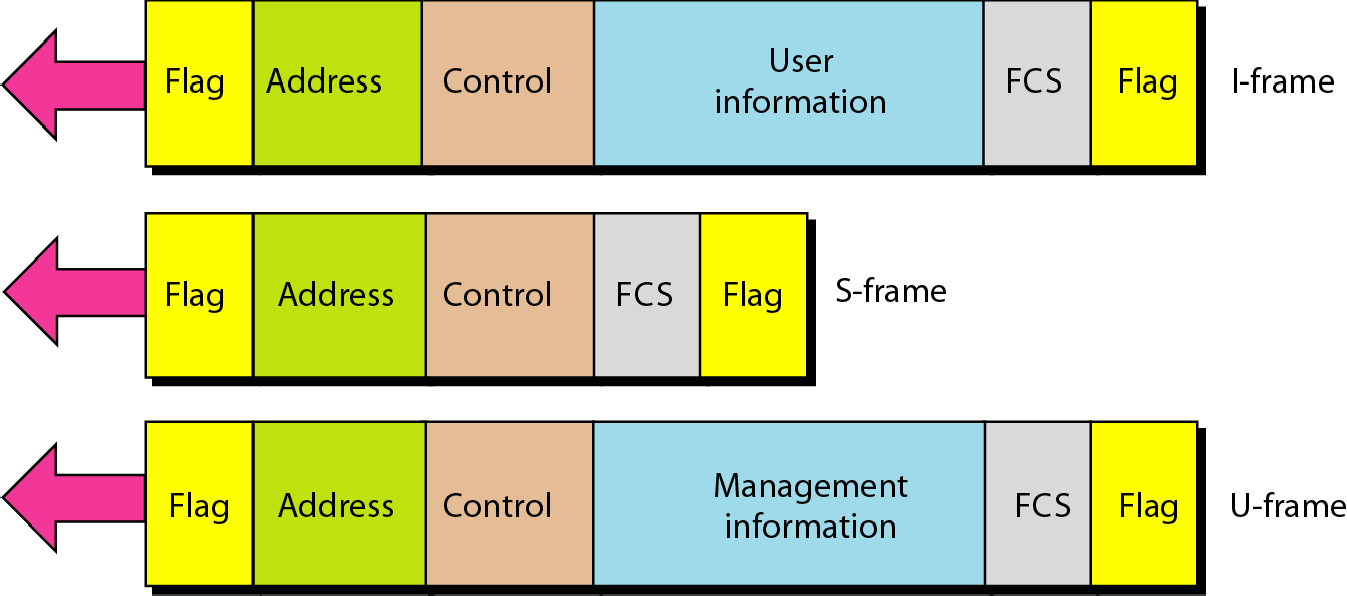 Flag Address Control User information FCS Flag I-frame
Flag Address Control FCS Flag S-frame
Flag Address Control Management information FCS Flag U-frame